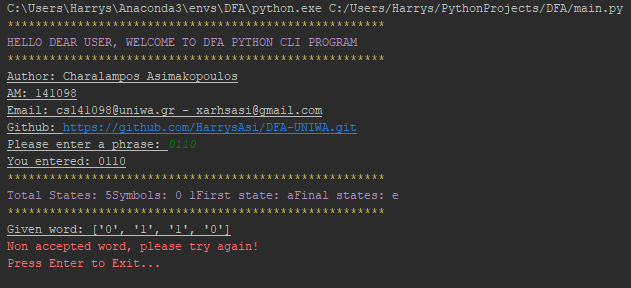 C:\Users\Harrys\Anaconda3\envs\DFA\python.exe C:/Users/Harrys/PythonProjects/DFA/main.py
******************************************************
HELLO DEAR USER, WELCOME TO DFA PYTHON CLI PROGRAM
******************************************************
Author: Charalampos Asimakopoulos
AM: 141098
Email: cs141098@uniwa.gr - xarhsasi@gmail.com
Github: https://github.com/HarrysAsi/DFA-UNIWA.git
Please enter a phrase: 0110
You entered: 0110
******************************************************
Total States: 5Symbols: 0 1First state: aFinal states: e
******************************************************
Given word: ['0', '1', '1', '0']
Non accepted word, please try again!
Press Enter to Exit...